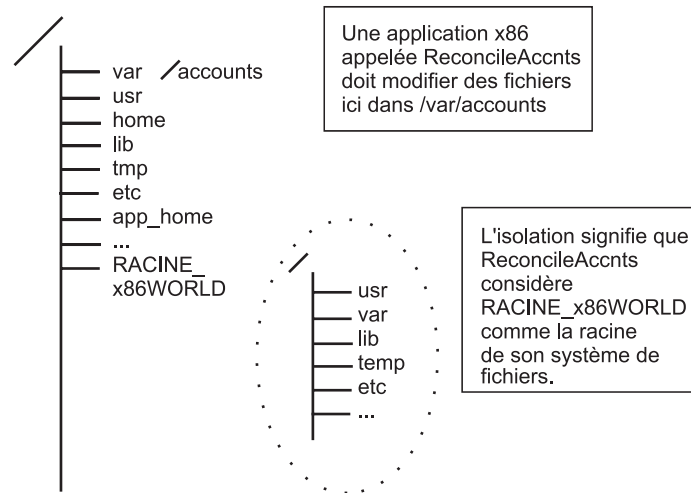 /
var /accounts
usr
home
lib
tmp
etc
app_home
...
RACINE_
x86WORLD
Une application x86
appelée ReconcileAccnts
doit modifier des fichiers
ici dans /var/accounts
/
usr
var
lib
temp
etc
...
L'isolation signifie que
ReconcileAccnts
considère
RACINE_x86WORLD
comme la racine
de son système de
fichiers.